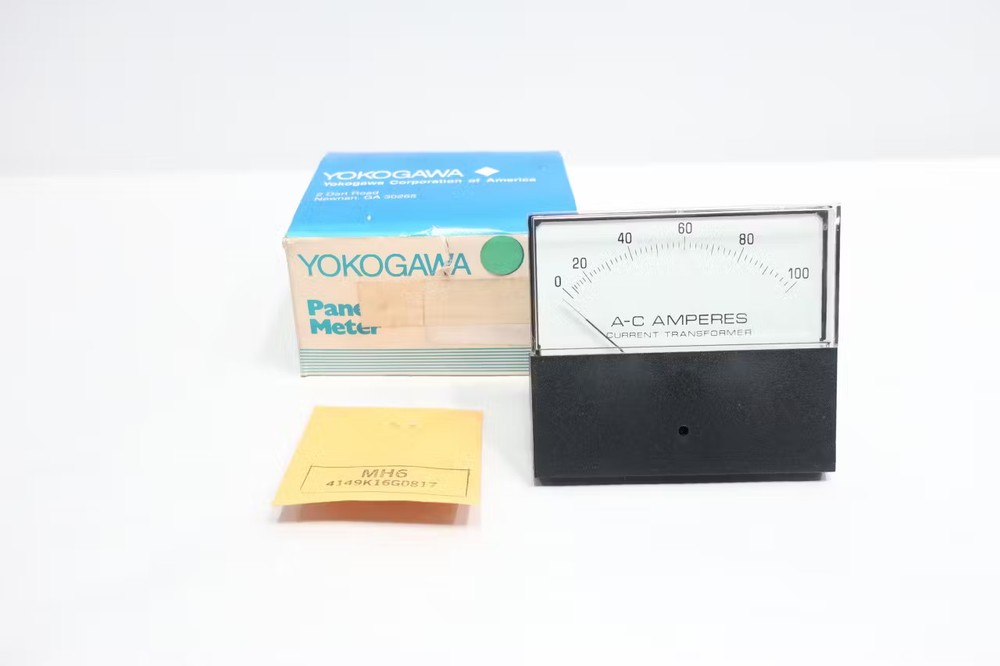 YOKOGAWA
Yokogawa Corporation of America
2 Dart Road
Newnan, GA 30265
YOKOGAWA
Panel
Meter
0 20 40 60 80 100
A-C AMPERES
CURRENT TRANSFORMER
MH6
4149K16G0817